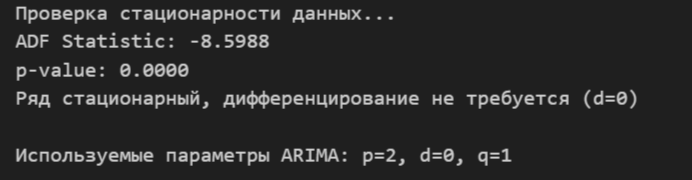 Проверка стационарности данных...
ADF Statistic: -8.5988
p-value: 0.0000
Ряд стационарный, дифференцирование не требуется (d=0)
Используемые параметры ARIMA: p=2, d=0, q=1